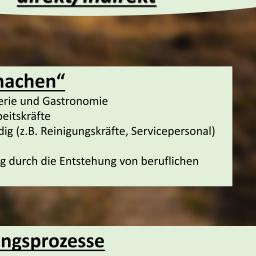 direkt/indirekt
machen“
erie und Gastronomie
beitskräfte
dig (z.B. Reinigungskräfte, Servicepersonal)
g durch die Entstehung von beruflichen
ngsprozesse